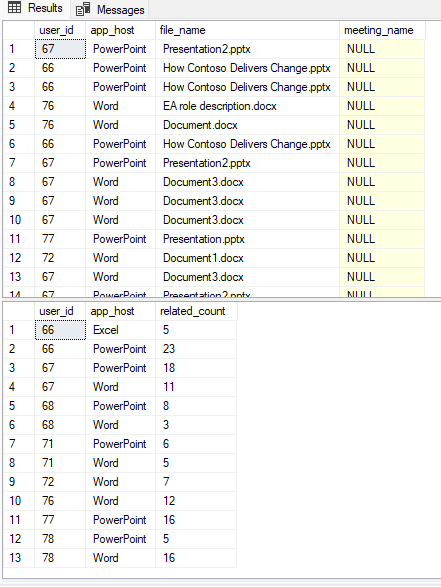 Results Messages
user_id app_host file_name meeting_name
1 67 PowerPoint Presentation2.pptx NULL
2 66 PowerPoint How Contoso Delivers Change.pptx NULL
3 66 PowerPoint How Contoso Delivers Change.pptx NULL
4 76 Word EA role description.docx NULL
5 76 Word Document.docx NULL
6 66 PowerPoint How Contoso Delivers Change.pptx NULL
7 67 PowerPoint Presentation2.pptx NULL
8 67 Word Document3.docx NULL
9 67 Word Document3.docx NULL
10 67 Word Document3.docx NULL
11 77 PowerPoint Presentation.pptx NULL
12 72 Word Document1.docx NULL
13 67 Word Document3.docx NULL
14 67 PowerPoint Presentation2.pptx NULL
user_id app_host related_count
1 66 Excel 5
2 66 PowerPoint 23
3 67 PowerPoint 18
4 67 Word 11
5 68 PowerPoint 8
6 68 Word 3
7 71 PowerPoint 6
8 71 Word 5
9 72 Word 7
10 76 Word 12
11 77 PowerPoint 16
12 78 PowerPoint 5
13 78 Word 16